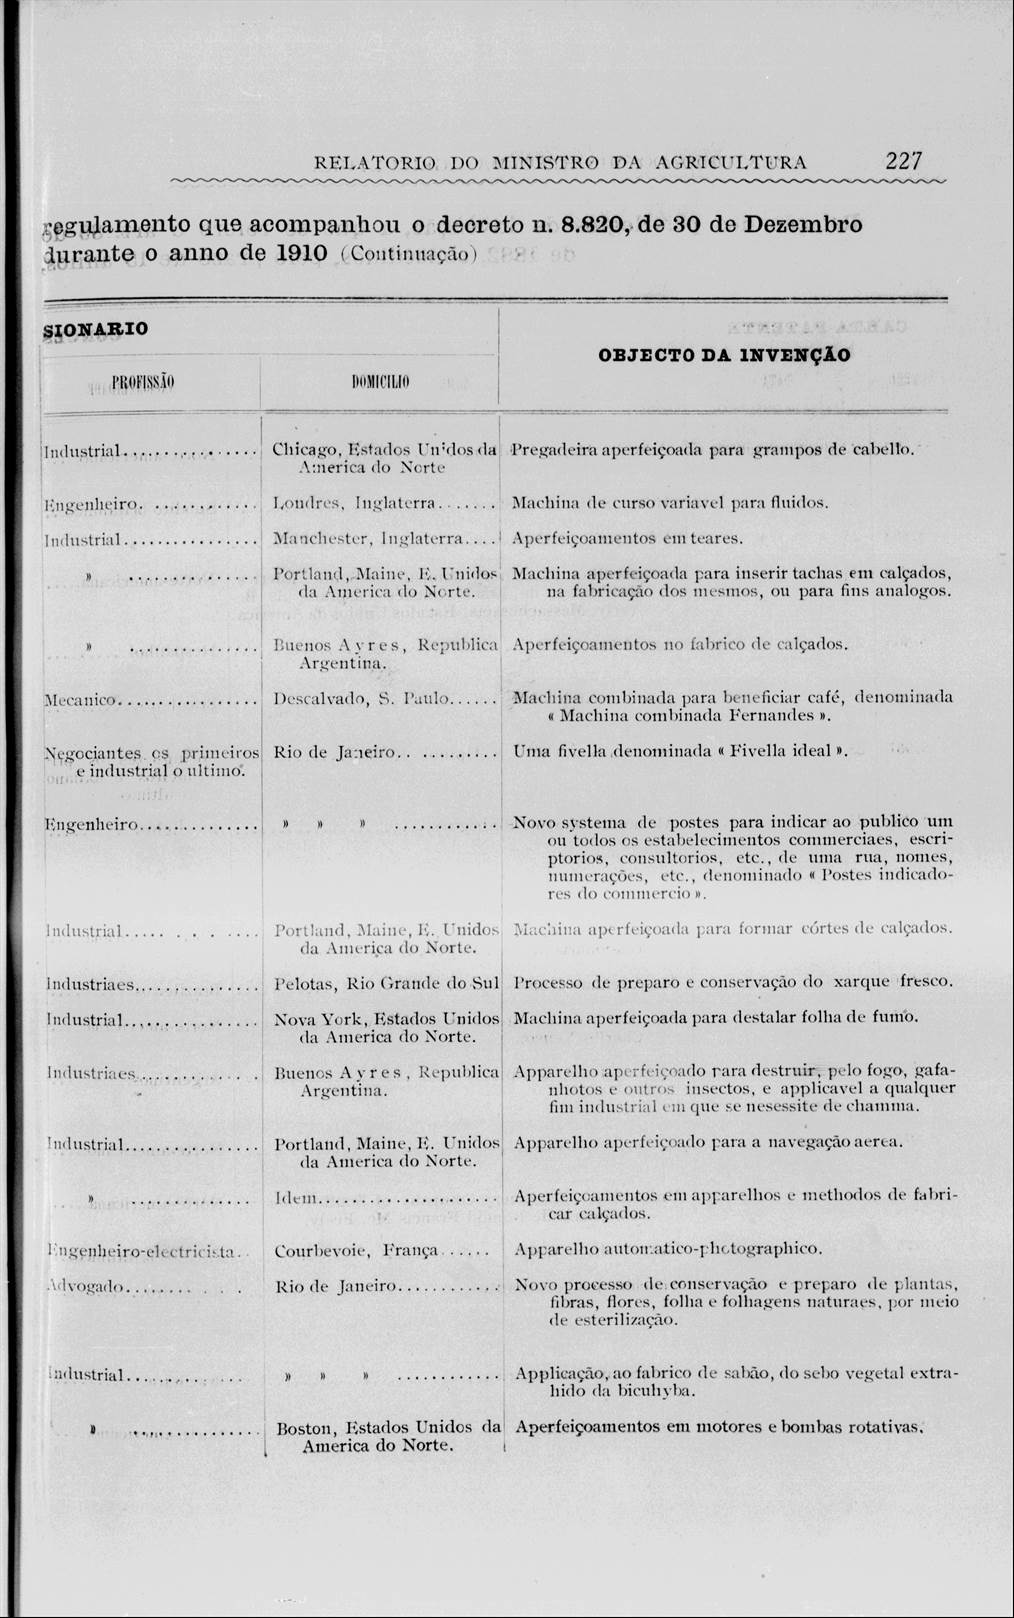 RELATORIO DO MINISTRO DA AGRICULTURA 227
regulamento que acompanhou o decreto n. 8.820, de 30 de Dezembro
durante o anno de 1910 (Continuação)
SIONARIO
OBJECTO DA INVENÇÃO
PROFISSÃO DOMICILIO
Industrial................ Chicago, Estados Unidos da Pregadeira aperfeiçoada para grampos de cabello.
America do Norte
Engenheiro. ............. Londres, Inglaterra....... Machina de curso variavel para fluidos.
Industrial................ Manchester, Inglaterra.... Aperfeiçoamentos em teares.
» ................ Portland, Maine, E. Unidos Machina aperfeiçoada para inserir tachas em calçados,
da America do Norte. na fabricação dos mesmos, ou para fins analogos.
» ................ Buenos Ayres, Republica Aperfeiçoamentos no fabrico de calçados.
Argentina.
Mecanico................. Descalvado, S. Paulo...... Machina combinada para beneficiar café, denominada
« Machina combinada Fernandes ».
Negociantes os primeiros Rio de Janeiro............ Uma fivella denominada « Fivella ideal ».
e industrial o ultimo.
Engenheiro............... » » » ............. Novo systema de postes para indicar ao publico um
ou todos os estabelecimentos commerciaes, escri-
ptorios, consultorios, etc., de uma rua, nomes,
numerações, etc., denominado « Postes indicado-
res do commercio ».
Industrial............... Portland, Maine, E. Unidos Machina aperfeiçoada para formar córtes de calçados.
da America do Norte.
Industriaes............... Pelotas, Rio Grande do Sul Processo de preparo e conservação do xarque fresco.
Industrial................ Nova York, Estados Unidos Machina aperfeiçoada para destalar folha de fumo.
da America do Norte.
Industriaes.............. Buenos Ayres, Republica Apparelho aperfeiçoado para destruir, pelo fogo, gafa-
Argentina. nhotos e outros insectos, e applicavel a qualquer
fim industrial em que se nesessite de chamma.
Industrial................ Portland, Maine, E. Unidos Apparelho aperfeiçoado para a navegação aerea.
da America do Norte.
» ............... Idem..................... Aperfeiçoamentos em apparelhos e methodos de fabri-
car calçados.
Engenheiro-electricista.. Courbevoie, França...... Apparelho automatico-photographico.
Advogado............ Rio de Janeiro............ Novo processo de conservação e preparo de plantas,
fibras, flores, folha e folhagens naturaes, por meio
de esterilização.
Industrial.............. » » » ............ Applicação, ao fabrico de sabão, do sebo vegetal extra-
hido da bicuhyba.
» ................ Boston, Estados Unidos da Aperfeiçoamentos em motores e bombas rotativas.
America do Norte.